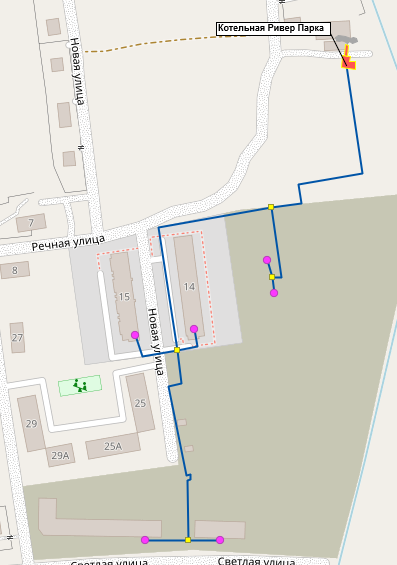 Котельная Ривер Парка
Новая улица
Я
Речная улица
7
8
15
14
Новая улица
27
25
29
25А
29А
Я
Светлая улица
Светлая улица